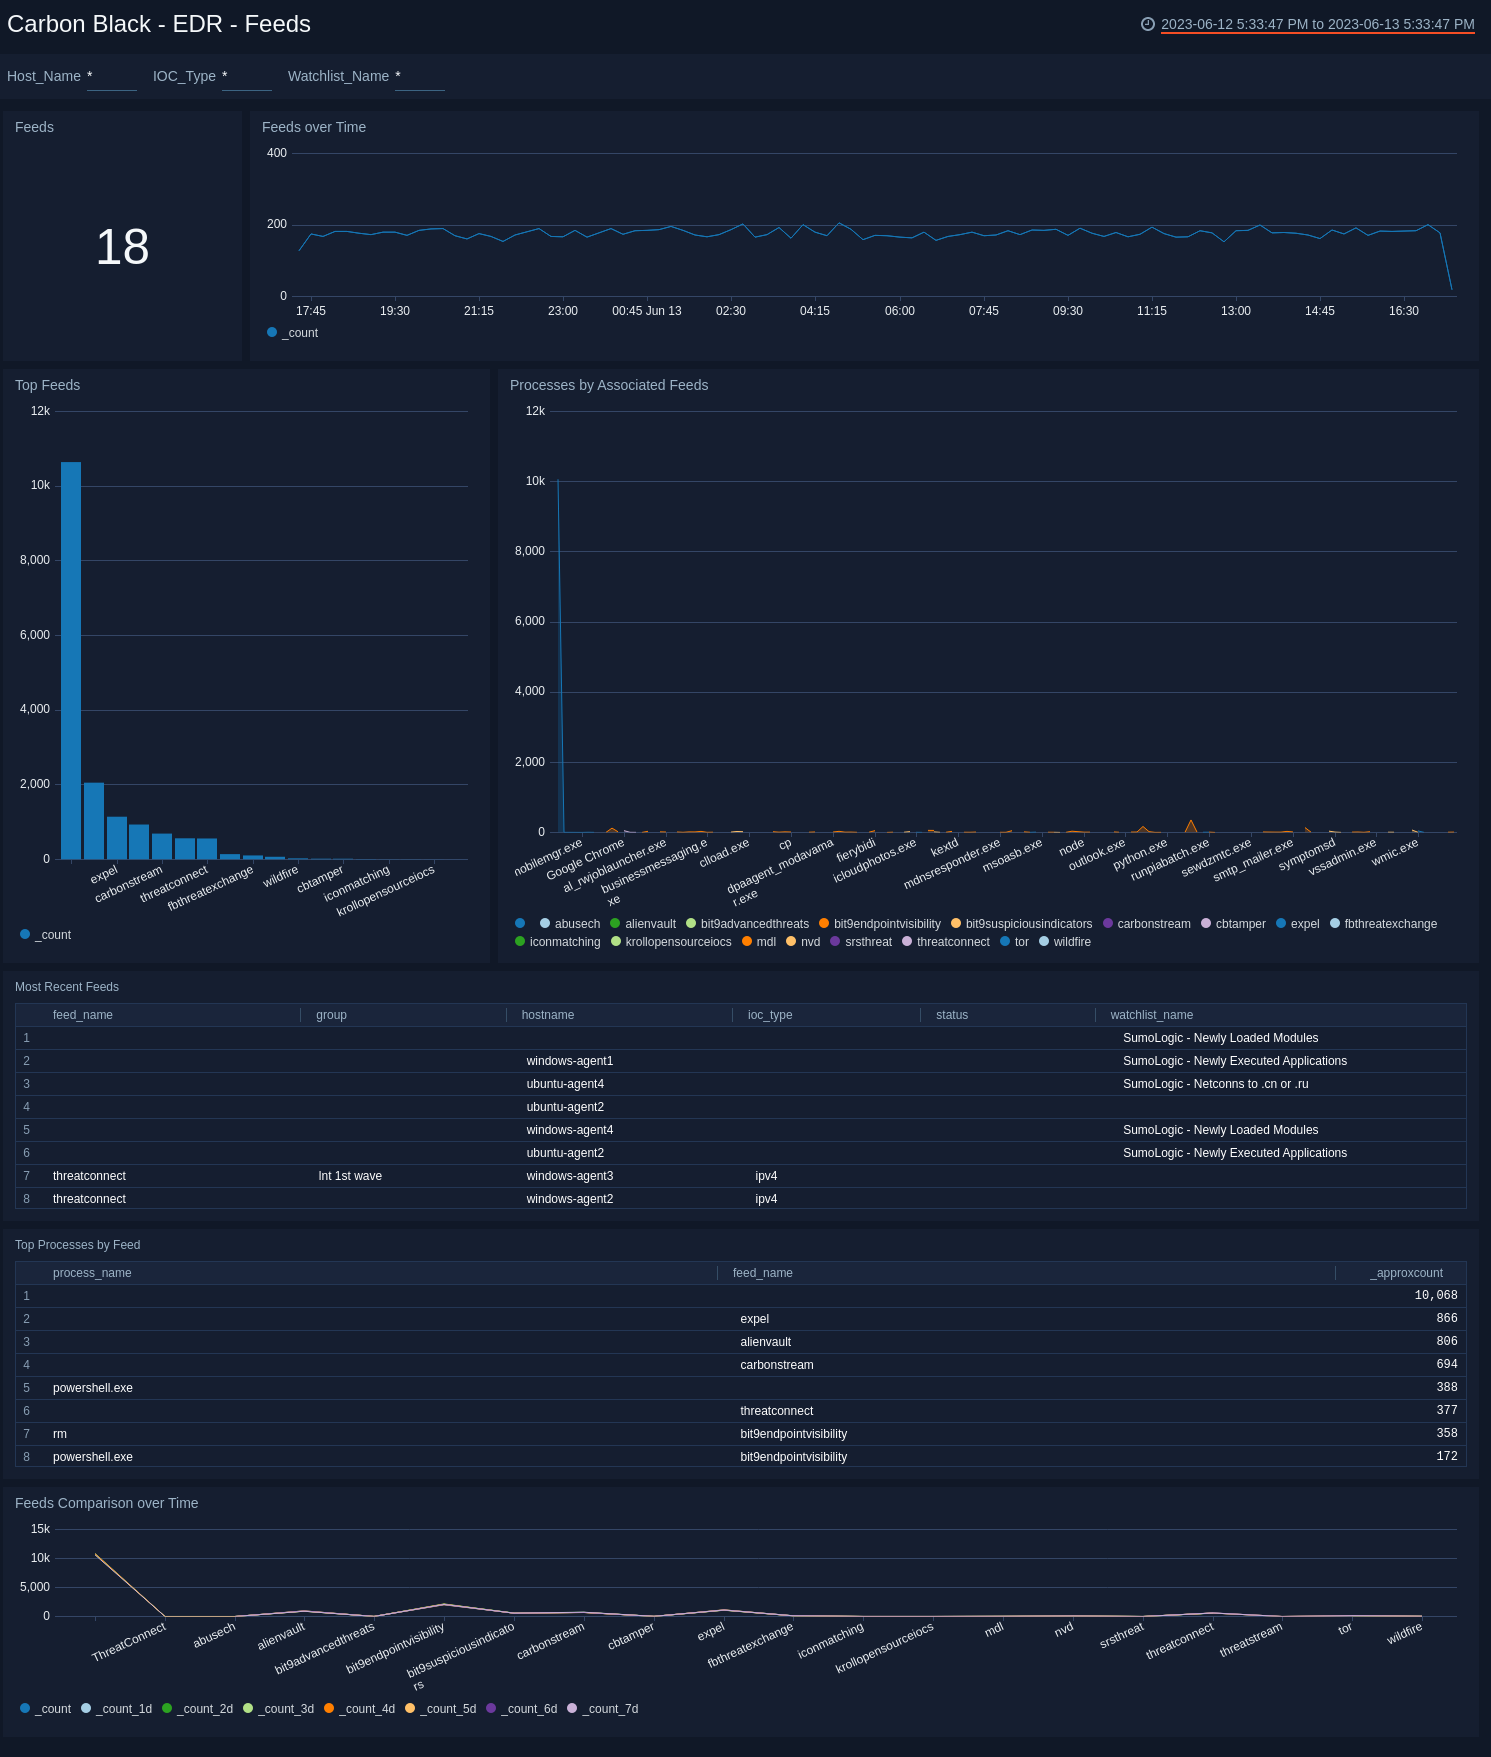 Carbon Black - EDR - Feeds
2023-06-12 5:33:47 PM to 2023-06-13 5:33:47 PM
Host_Name * IOC_Type * Watchlist_Name *
Feeds
18
Feeds over Time
400
200
0
17:45 19:30 21:15 23:00 00:45 Jun 13 02:30 04:15 06:00 07:45 09:30 11:15 13:00 14:45 16:30
_count
Top Feeds
12k
10k
8,000
6,000
4,000
2,000
0
expel carbonstream threatconnect fbthreatexchange wildfire cbtamper iconmatching krollopensourceiocs
_count
Processes by Associated Feeds
12k
10k
8,000
6,000
4,000
2,000
0
nobilemgr.exe Google Chrome al_rwjoblauncher.exe businessmessaging.e
xe clload.exe cp dpaagent_modavama
r.exe fierybidi icloudphotos.exe kextd mdnsresponder.exe msoasb.exe node outlook.exe python.exe runpiabatch.exe sewdzmtc.exe smtp_mailer.exe symptomsd vssadmin.exe wmic.exe
abusech alienvault bit9advancedthreats bit9endpointvisibility bit9suspiciousindicators carbonstream cbtamper expel fbthreatexchange
iconmatching krollopensourceiocs mdl nvd srsthreat threatconnect tor wildfire
Most Recent Feeds
feed_name group hostname ioc_type status watchlist_name
1 SumoLogic - Newly Loaded Modules
2 windows-agent1 SumoLogic - Newly Executed Applications
3 ubuntu-agent4 SumoLogic - Netconns to .cn or .ru
4 ubuntu-agent2
5 windows-agent4 SumoLogic - Newly Loaded Modules
6 ubuntu-agent2 SumoLogic - Newly Executed Applications
7 threatconnect Int 1st wave windows-agent3 ipv4
8 threatconnect windows-agent2 ipv4
Top Processes by Feed
process_name feed_name _approxcount
1 10,068
2 expel 866
3 alienvault 806
4 carbonstream 694
5 powershell.exe 388
6 threatconnect 377
7 rm bit9endpointvisibility 358
8 powershell.exe bit9endpointvisibility 172
Feeds Comparison over Time
15k
10k
5,000
0
ThreatConnect abusech alienvault bit9advancedthreats bit9endpointvisibility bit9suspiciousindicato
rs carbonstream cbtamper expel fbthreatexchange iconmatching krollopensourceiocs mdl nvd srsthreat threatconnect threatstream tor wildfire
_count _count_1d _count_2d _count_3d _count_4d _count_5d _count_6d _count_7d